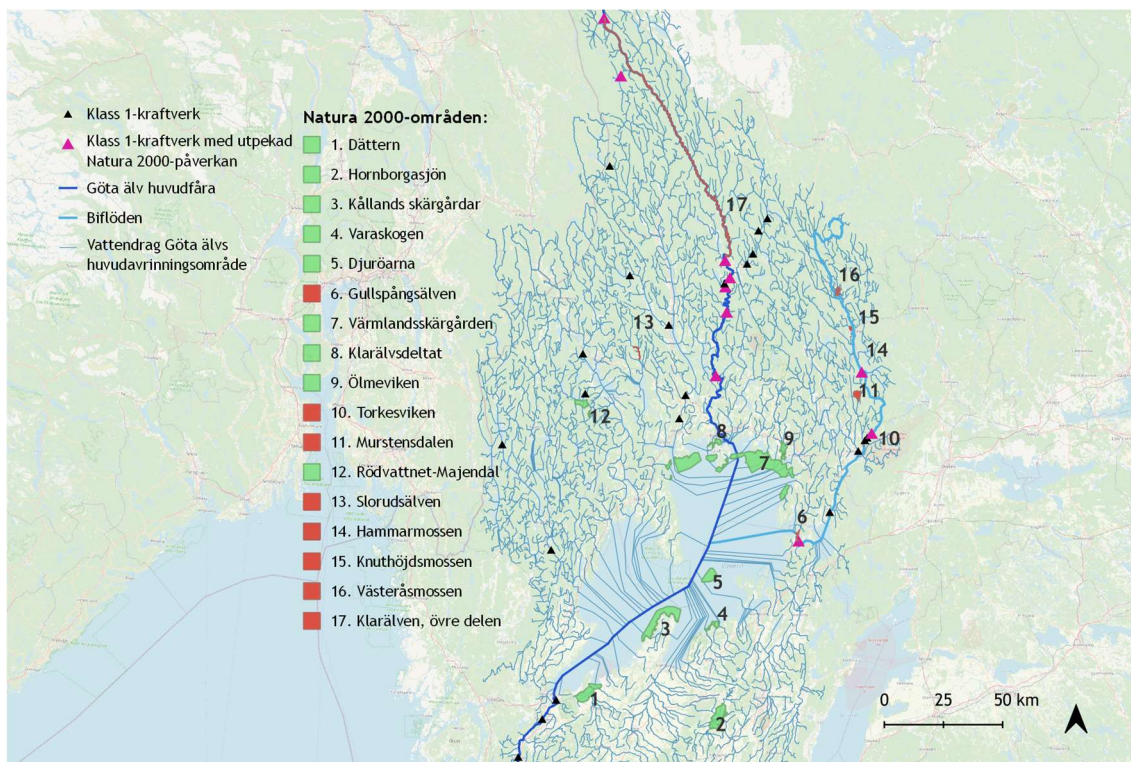 Klass 1-kraftverk
Klass 1-kraftverk med utpekad
Natura 2000-påverkan
Göta älv huvudfåra
Biflöden
Vattendrag Göta älvs
huvudavrinningsområde
Natura 2000-områden:
1. Dättern
2. Hornborgasjön
3. Kållands skärgårdar
4. Varaskogen
5. Djuröarna
6. Gullspångsälven
7. Värmlandsskärgården
8. Klarälvsdeltat
9. Ölmeviken
10. Torkesviken
11. Murstensdalen
12. Rödvattnet-Majendal
13. Slorudsälven
14. Hammarmossen
15. Knuthöjdsmossen
16. Västeråsmossen
17. Klarälven, övre delen
17
16
15
13
14
11
12
8
9
10
7
6
5
4
3
1
2
0 25 50 km